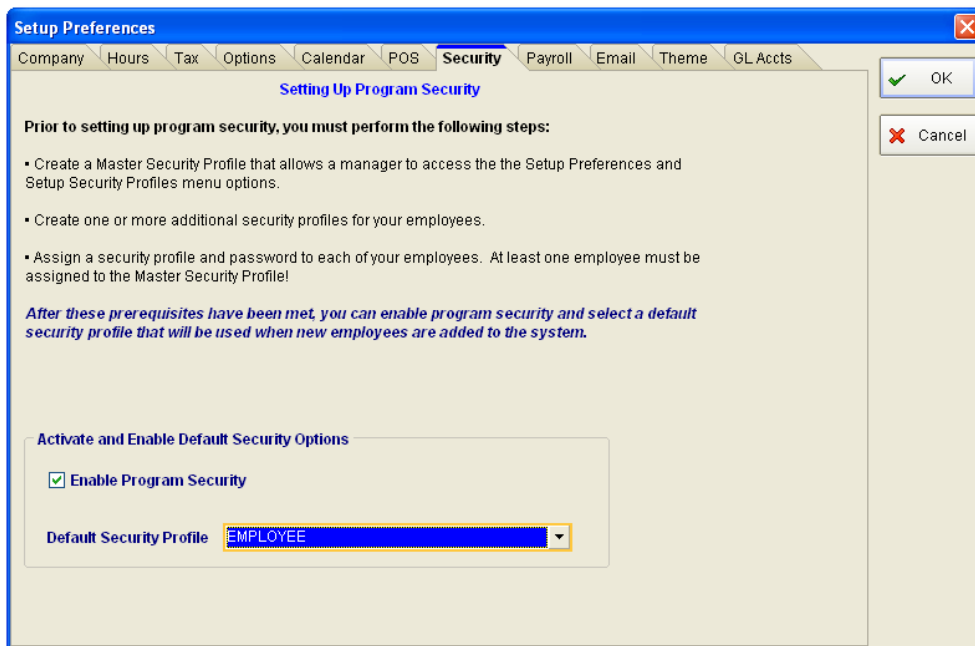 Setup Preferences
Company Hours Tax Options Calendar POS Security Payroll Email Theme GL Accts
OK
Cancel
Setting Up Program Security
Prior to setting up program security, you must perform the following steps:
▪ Create a Master Security Profile that allows a manager to access the the Setup Preferences and
Setup Security Profiles menu options.
▪ Create one or more additional security profiles for your employees.
▪ Assign a security profile and password to each of your employees.  At least one employee must be
assigned to the Master Security Profile!
After these prerequisites have been met, you can enable program security and select a default
security profile that will be used when new employees are added to the system.
Activate and Enable Default Security Options
Enable Program Security
Default Security Profile EMPLOYEE